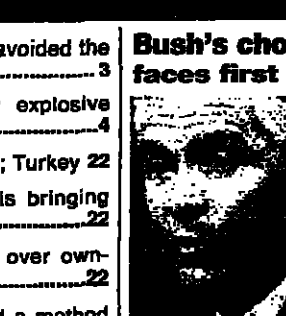 avoided the
............... 3
explosive
............... 4
; Turkey 22
is bringing
............... 22
over own-
............... 22
a method
Bush's cho
faces first